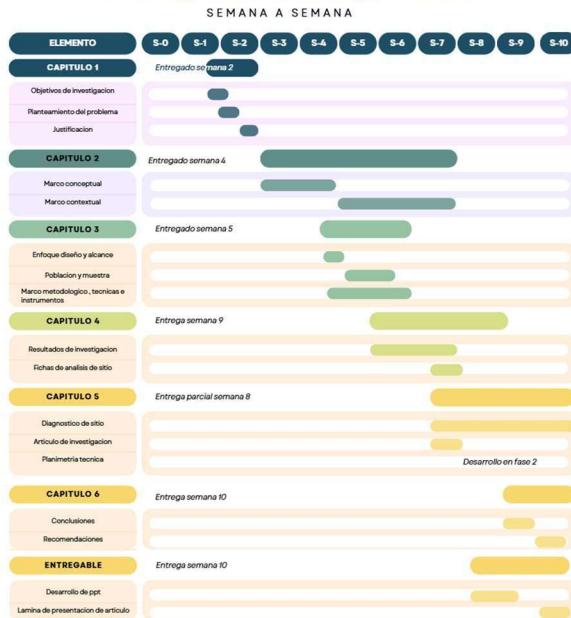 SEMANA A SEMANA
ELEMENTO S-0 S-1 S-2 S-3 S-4 S-5 S-6 S-7 S-8 S-9 S-10
CAPITULO 1 Entregado semana 2
Objetivos de investigacion
Planteamiento del problema
Justificacion
CAPITULO 2 Entregado semana 4
Marco conceptual
Marco contextual
CAPITULO 3 Entregado semana 5
Enfoque diseño y alcance
Poblacion y muestra
Marco metodologico , tecnicas e
instrumentos
CAPITULO 4 Entrega semana 9
Resultados de investigacion
Fichas de analisis de sitio
CAPITULO 5 Entrega parcial semana 8
Diagnostico de sitio
Articulo de investigacion
Planimetria tecnica Desarrollo en fase 2
CAPITULO 6 Entrega semana 10
Conclusiones
Recomendaciones
ENTREGABLE Entrega semana 10
Desarrollo de ppt
Lamina de presentacion de articulo